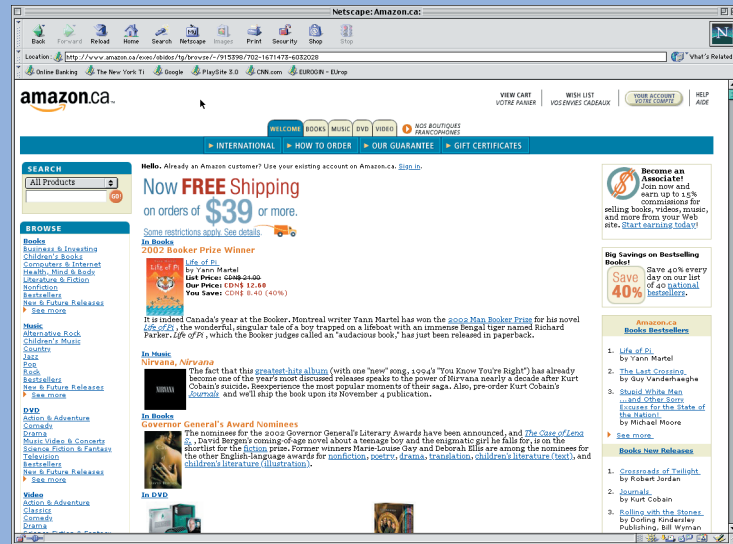 Netscape: Amazon.ca:
Back Forward Reload Home Search Netscape Images Print Security Shop Stop
Location: http://www.amazon.ca/exec/obidos/tg/browse/-/915398/702-1671473-6032028
What's Related
Online Banking The New York Ti Google PlaySite 3.0 CNN.com EUROGIN - EUrop
amazon.ca
VIEW CART
VOTRE PANIER
WISH LIST
VOS ENVIES CADEAUX
YOUR ACCOUNT
VOTRE COMPTE
HELP
AIDE
WELCOME BOOKS MUSIC DVD VIDEO
NOS BOUTIQUES
FRANCOPHONES
INTERNATIONAL HOW TO ORDER OUR GUARANTEE GIFT CERTIFICATES
SEARCH
All Products
GO!
BROWSE
Books
Business & Investing
Children's Books
Computers & Internet
Health, Mind & Body
Literature & Fiction
Nonfiction
Bestsellers
New & Future Releases
See more
Music
Alternative Rock
Children's Music
Country
Jazz
Pop
Rock
Bestsellers
New & Future Releases
See more
DVD
Action & Adventure
Comedy
Drama
Music Video & Concerts
Science Fiction & Fantasy
Television
Bestsellers
New & Future Releases
See more
Video
Action & Adventure
Classics
Comedy
Drama
Science Fiction & Fantasy
Hello. Already an Amazon customer? Use your existing account on Amazon.ca. Sign in.
Now FREE Shipping
on orders of $39 or more.
Some restrictions apply. See details.
In Books
2002 Booker Prize Winner
Life of Pi
Life of Pi
by Yann Martel
List Price: CDN$ 21.00
Our Price: CDN$ 12.60
You Save: CDN$ 8.40 (40%)
It is indeed Canada's year at the Booker. Montreal writer Yann Martel has won the 2002 Man Booker Prize for his novel
Life of Pi , the wonderful, singular tale of a boy trapped on a lifeboat with an immense Bengal tiger named Richard
Parker. Life of Pi , which the Booker judges called an "audacious book," has just been released in paperback.
In Music
Nirvana, Nirvana
NIRVANA
The fact that this greatest-hits album (with one "new" song, 1994's "You Know You're Right") has already
become one of the year's most discussed releases speaks to the power of Nirvana nearly a decade after Kurt
Cobain's suicide. Reexperience the most popular moments of their saga. Also, pre-order Kurt Cobain's
Journals and we'll ship the book upon its November 4 publication.
In Books
Governor General's Award Nominees
The nominees for the 2002 Governor General's Literary Awards have been announced, and The Case of Lena
S. , David Bergen's coming-of-age novel about a teenage boy and the enigmatic girl he falls for, is on the
shortlist for the fiction prize. Former winners Marie-Louise Gay and Deborah Ellis are among the nominees for
the other English-language awards for nonfiction, poetry, drama, translation, children's literature (text), and
children's literature (illustration).
In DVD
Become an
Associate!
Join now and
earn up to 15%
commissions for
selling books, videos, music,
and more from your Web
site. Start earning today!
Big Savings on Bestselling
Books!
Save
40%
Save 40% every
day on our list
of 40 national
bestsellers.
Amazon.ca
Books Bestsellers
1. Life of Pi
by Yann Martel
2. The Last Crossing
by Guy Vanderhaeghe
3. Stupid White Men
...and Other Sorry
Excuses for the State of
the Nation!
by Michael Moore
See more
Books New Releases
1. Crossroads of Twilight
by Robert Jordan
2. Journals
by Kurt Cobain
3. Rolling with the Stones
by Dorling Kindersley
Publishing, Bill Wyman